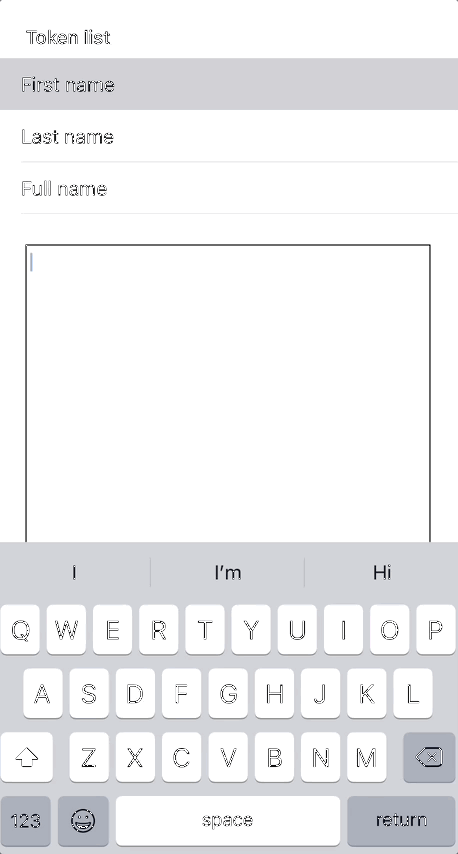 Token list
First name
Last name
Full name
I I’m Hi
Q W E R T Y U I O P
A S D F G H J K L
Z X C V B N M
123 space return